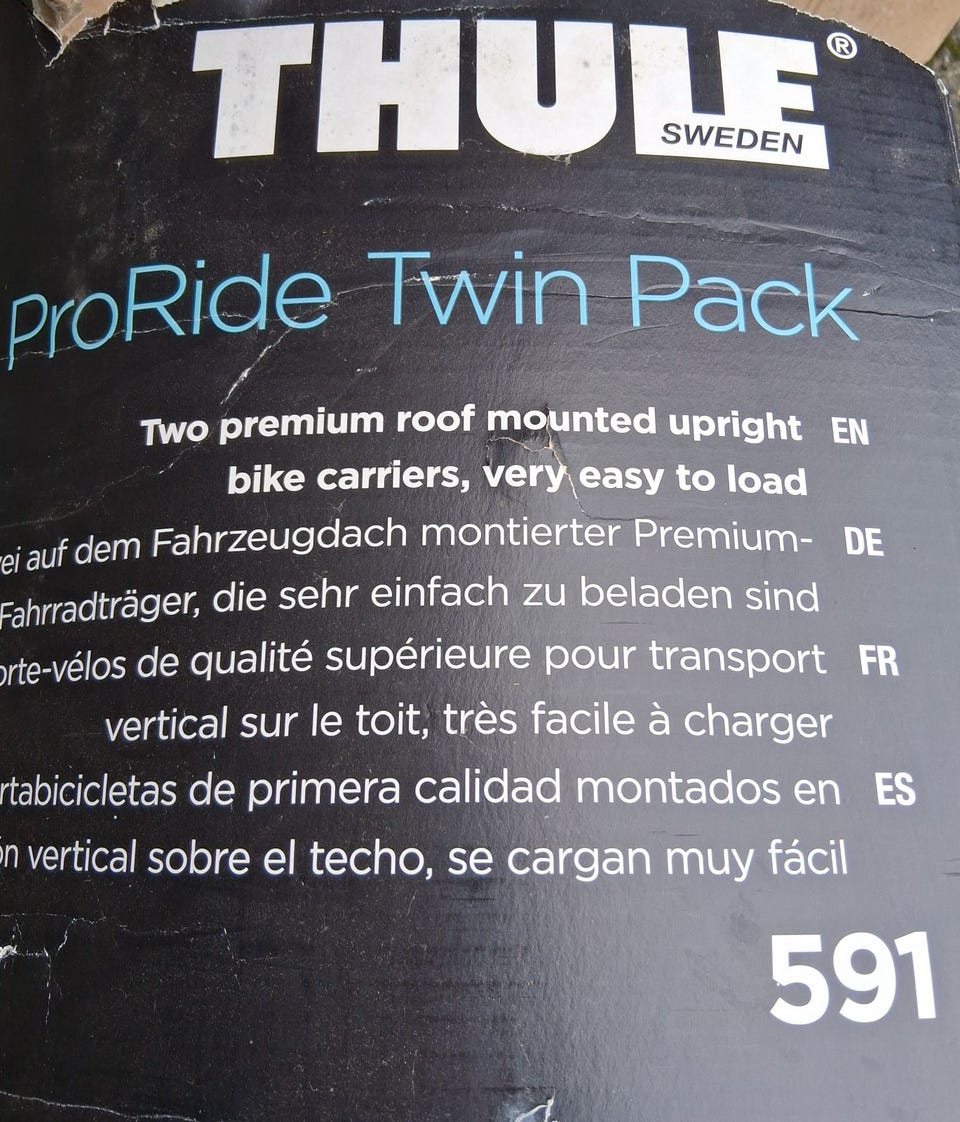 THULE®
SWEDEN
ProRide Twin Pack
Two premium roof mounted upright EN
bike carriers, very easy to load
auf dem Fahrzeugdach montierter Premium- DE
Fahrradträger, die sehr einfach zu beladen sind
de qualité supérieure pour transport FR
vertical sur le toit, très facile à charger
de primera calidad montados en ES
vertical sobre el techo, se cargan muy fácil
591